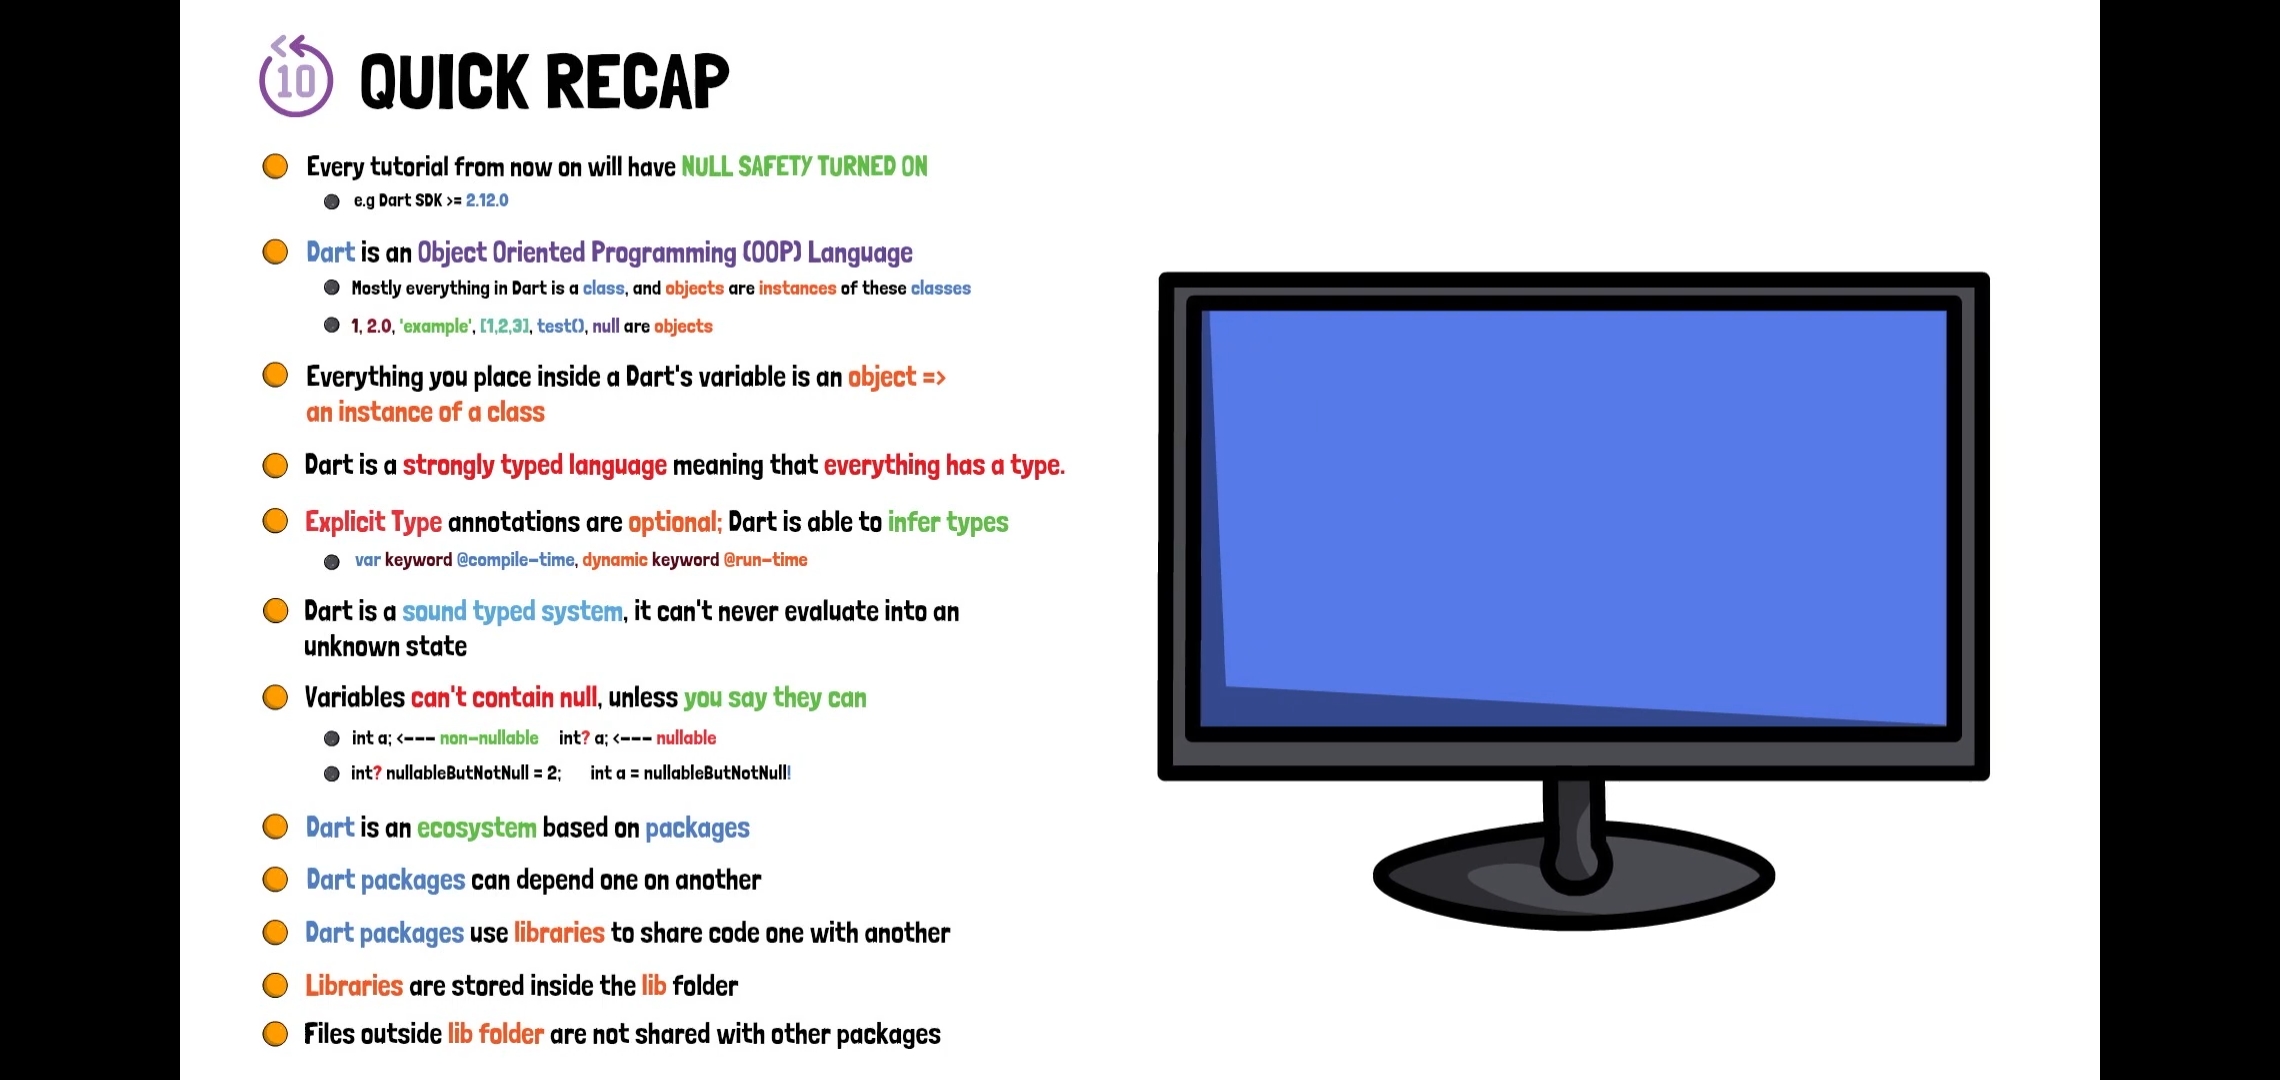 10 QUICK RECAP
Every tutorial from now on will have NULL SAFETY TURNED ON
e.g Dart SDK >= 2.12.0
Dart is an Object Oriented Programming (OOP) Language
Mostly everything in Dart is a class, and objects are instances of these classes
1, 2.0, 'example', [1,2,3], test(), null are objects
Everything you place inside a Dart's variable is an object =>
an instance of a class
Dart is a strongly typed language meaning that everything has a type.
Explicit Type annotations are optional; Dart is able to infer types
var keyword @compile-time, dynamic keyword @run-time
Dart is a sound typed system, it can't never evaluate into an
unknown state
Variables can't contain null, unless you say they can
int a; <--- non-nullable int? a; <--- nullable
int? nullableButNotNull = 2; int a = nullableButNotNull!
Dart is an ecosystem based on packages
Dart packages can depend one on another
Dart packages use libraries to share code one with another
Libraries are stored inside the lib folder
Files outside lib folder are not shared with other packages